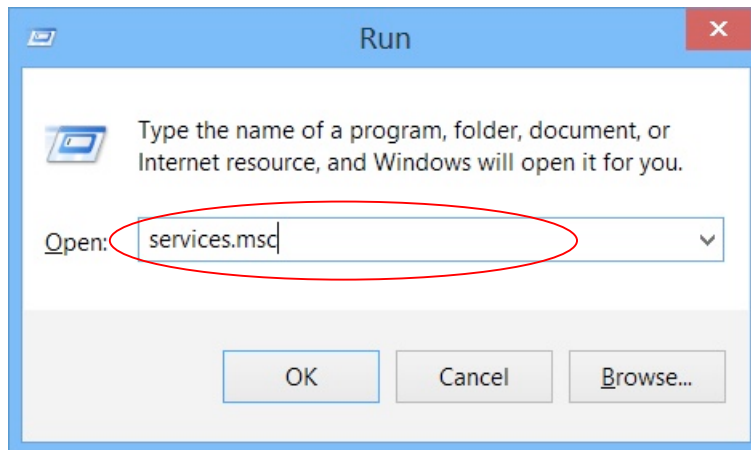 Run
Type the name of a program, folder, document, or
Internet resource, and Windows will open it for you.
Open: services.msc
OK Cancel Browse...